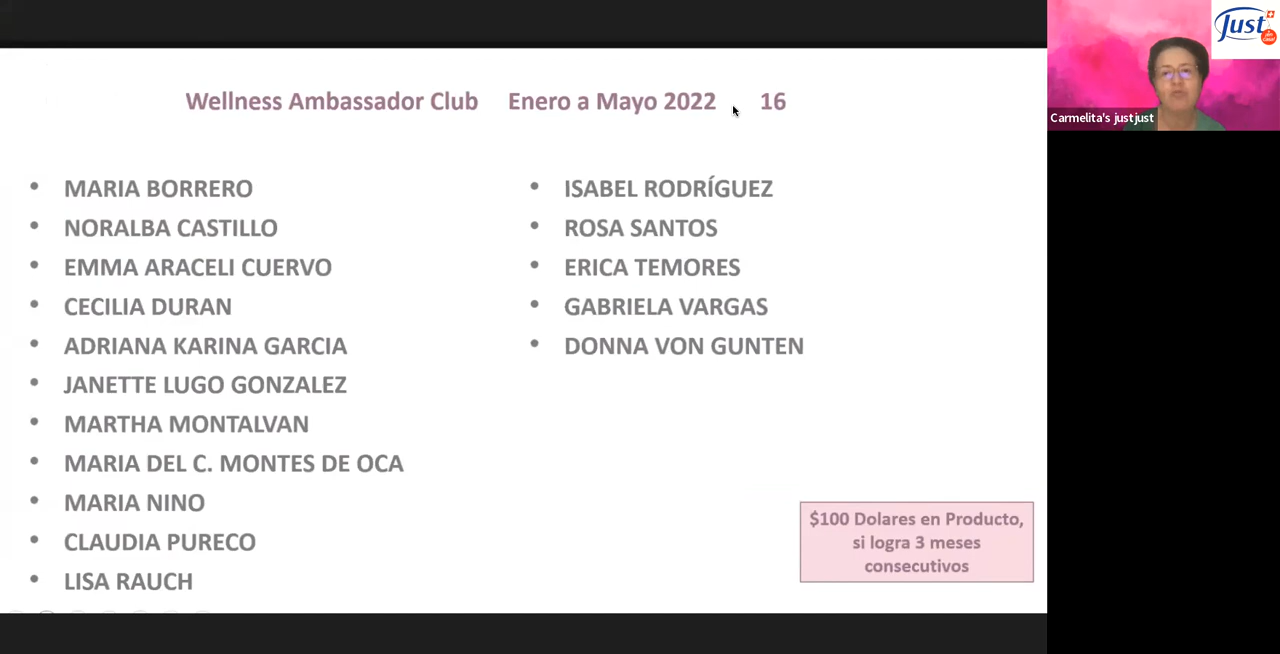 Wellness Ambassador Club Enero a Mayo 2022 16
• MARIA BORRERO
• NORALBA CASTILLO
• EMMA ARACELI CUERVO
• CECILIA DURAN
• ADRIANA KARINA GARCIA
• JANETTE LUGO GONZALEZ
• MARTHA MONTALVAN
• MARIA DEL C. MONTES DE OCA
• MARIA NINO
• CLAUDIA PURECO
• LISA RAUCH
• ISABEL RODRÍGUEZ
• ROSA SANTOS
• ERICA TEMORES
• GABRIELA VARGAS
• DONNA VON GUNTEN
$100 Dolares en Producto,
si logra 3 meses
consecutivos
Just
Carmelita's justjust